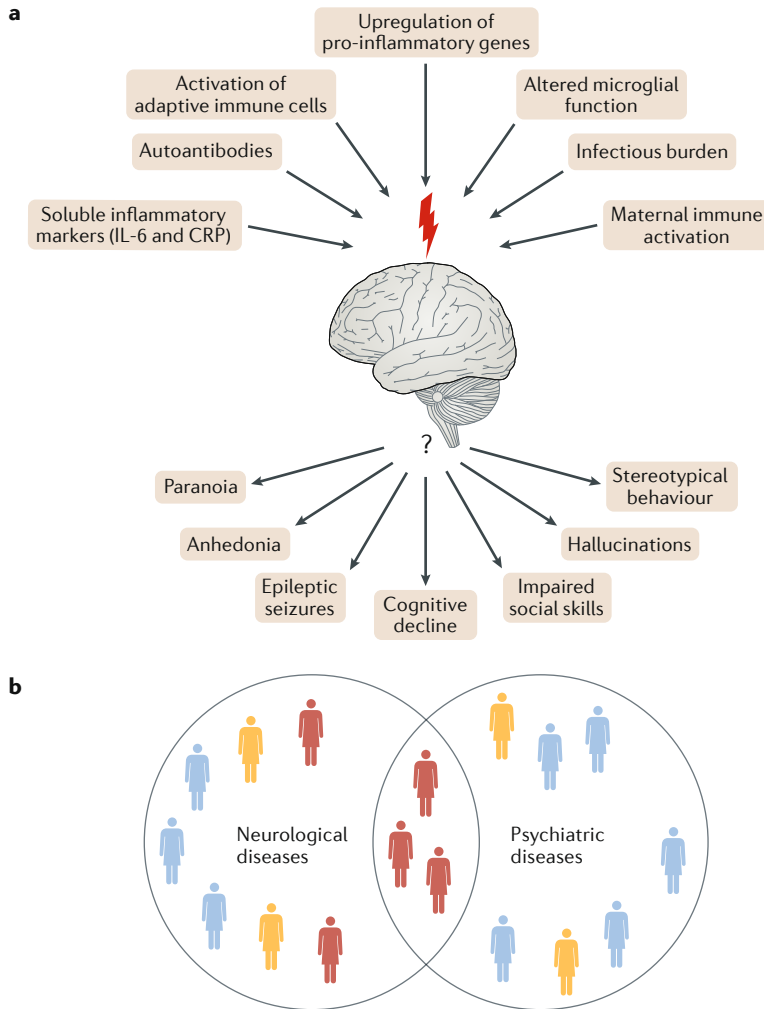 a
Upregulation of
pro-inflammatory genes
Activation of
adaptive immune cells
Altered microglial
function
Autoantibodies
Infectious burden
Soluble inflammatory
markers (IL-6 and CRP)
Maternal immune
activation
?
Paranoia
Stereotypical
behaviour
Anhedonia
Hallucinations
Epileptic
seizures
Cognitive
decline
Impaired
social skills
b
Neurological
diseases
Psychiatric
diseases